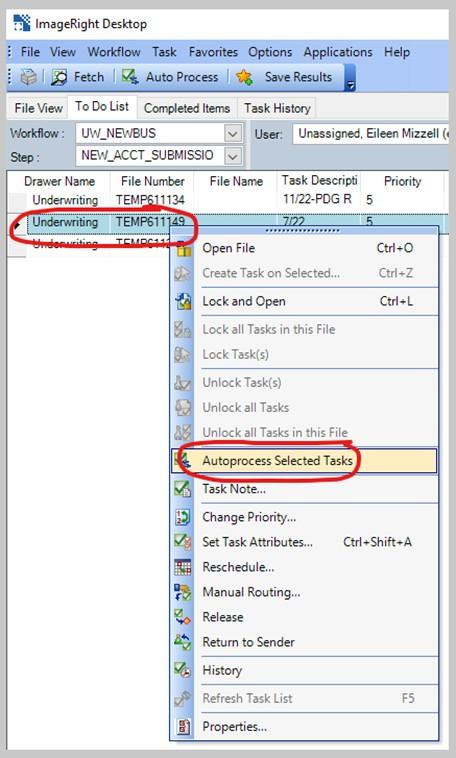 ImageRight Desktop
File View Workflow Task Favorites Options Applications Help
Fetch Auto Process Save Results
File View To Do List Completed Items Task History
Workflow : UW_NEWBUS User: Unassigned, Eileen Mizzell (e
Step : NEW_ACCT_SUBMISSIO
Drawer Name File Number File Name Task Descripti Priority
Underwriting TEMP611134 11/22-PDG R 5
Underwriting TEMP611149 7/22 5
Underwriting
Open File Ctrl+O
Create Task on Selected... Ctrl+Z
Lock and Open Ctrl+L
Lock all Tasks in this File
Lock Task(s)
Unlock Task(s)
Unlock all Tasks
Unlock all Tasks in this File
Autoprocess Selected Tasks
Task Note...
Change Priority...
Set Task Attributes... Ctrl+Shift+A
Reschedule...
Manual Routing...
Release
Return to Sender
History
Refresh Task List F5
Properties...